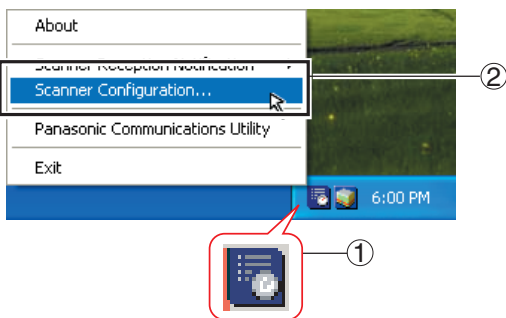 About
Scanner Reception Notification
Scanner Configuration...
②
Panasonic Communications Utility
Exit
6:00 PM
①